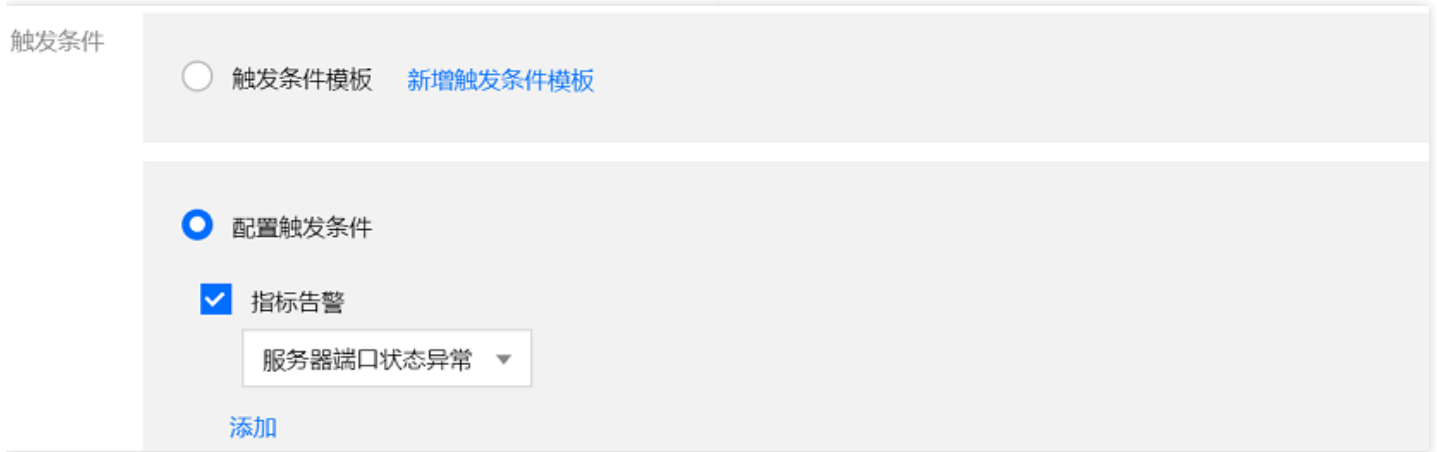 触发条件
触发条件模板 新增触发条件模板
配置触发条件
指标告警
服务器端口状态异常
添加